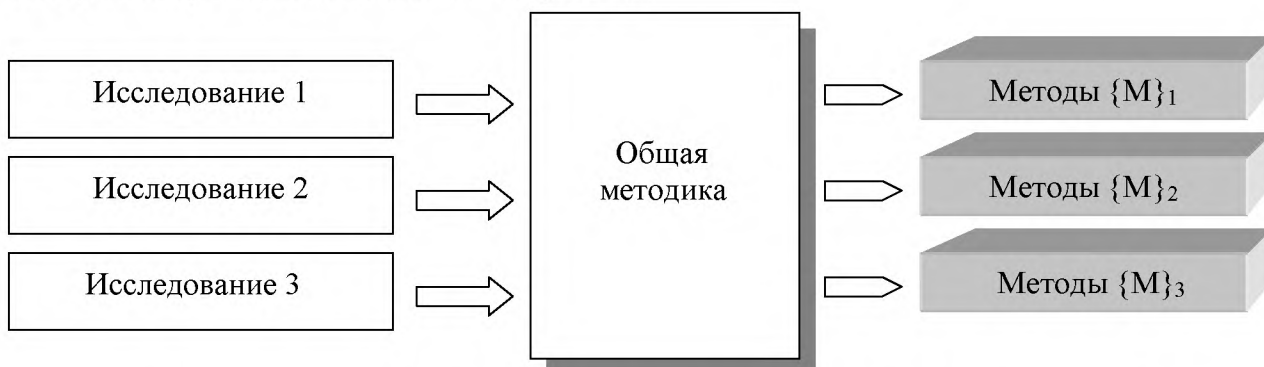 Исследование 1
Исследование 2
Исследование 3
Общая
методика
Методы {М}₁
Методы {М}₂
Методы {М}₃